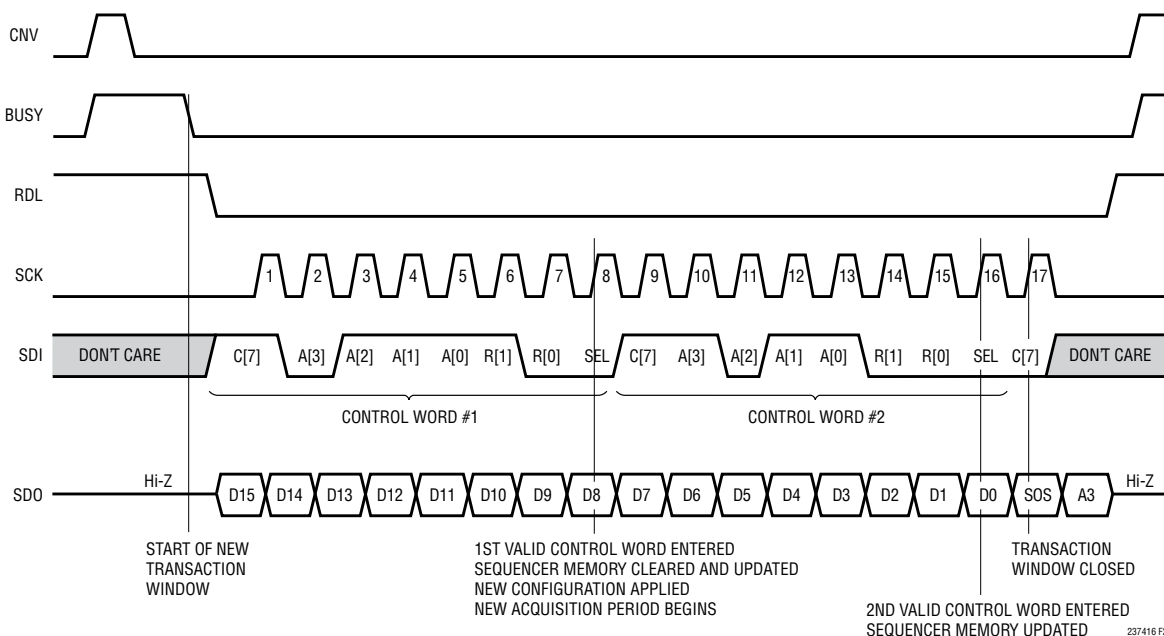 CNV
BUSY
RDL
SCK 1 2 3 4 5 6 7 8 9 10 11 12 13 14 15 16 17
SDI DON'T CARE C[7] A[3] A[2] A[1] A[0] R[1] R[0] SEL C[7] A[3] A[2] A[1] A[0] R[1] R[0] SEL C[7] DON'T CARE
CONTROL WORD #1 CONTROL WORD #2
SDO Hi-Z D15 D14 D13 D12 D11 D10 D9 D8 D7 D6 D5 D4 D3 D2 D1 D0 SOS A3 Hi-Z
START OF NEW
TRANSACTION
WINDOW
1ST VALID CONTROL WORD ENTERED
SEQUENCER MEMORY CLEARED AND UPDATED
NEW CONFIGURATION APPLIED
NEW ACQUISITION PERIOD BEGINS
TRANSACTION
WINDOW CLOSED
2ND VALID CONTROL WORD ENTERED
SEQUENCER MEMORY UPDATED
237416